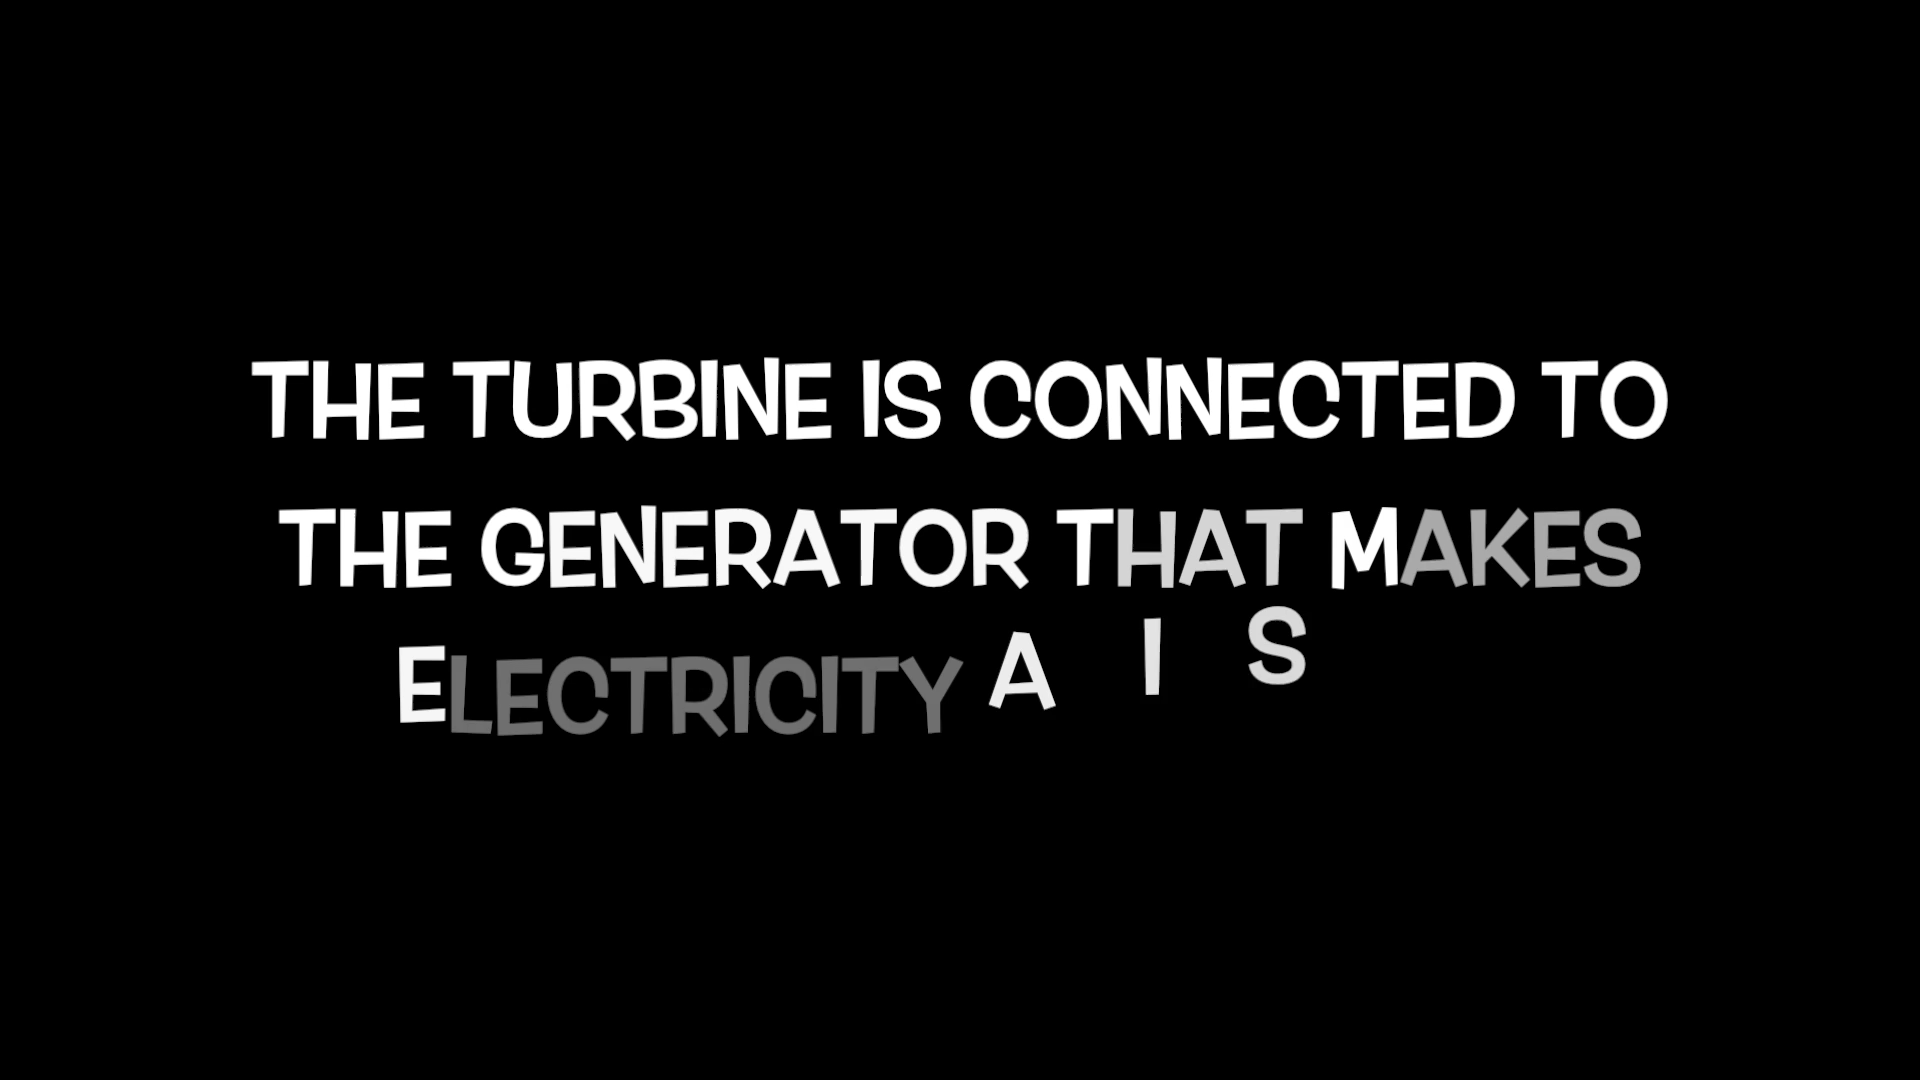 THE TURBINE IS CONNECTED TO
THE GENERATOR THAT MAKES
ELECTRICITY A I S